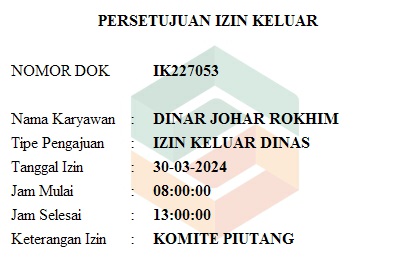 PERSETUJUAN IZIN KELUAR
NOMOR DOK IK227053
Nama Karyawan : DINAR JOHAR ROKHIM
Tipe Pengajuan : IZIN KELUAR DINAS
Tanggal Izin : 30-03-2024
Jam Mulai : 08:00:00
Jam Selesai : 13:00:00
Keterangan Izin : KOMITE PIUTANG